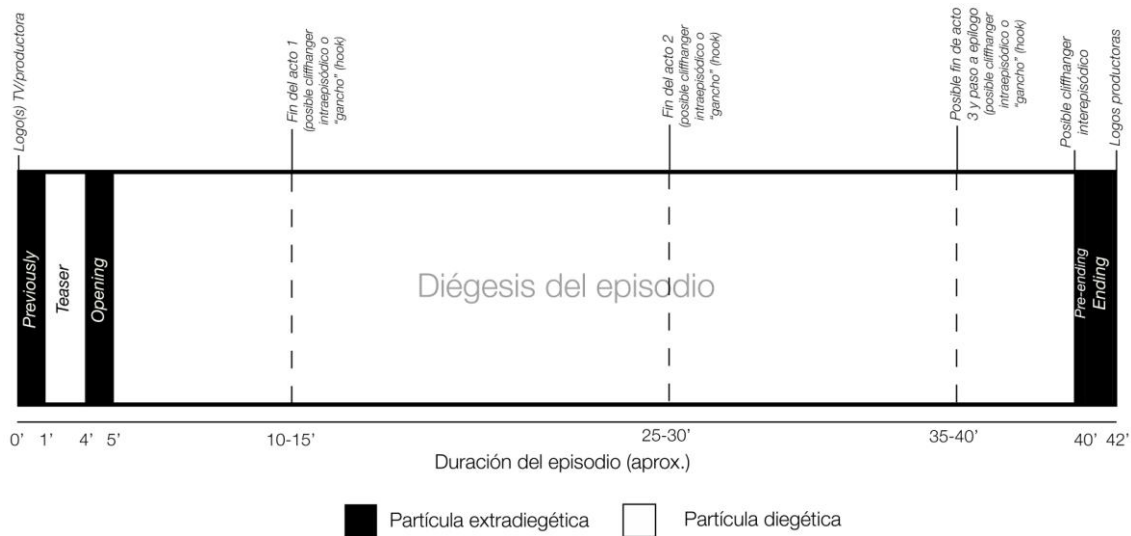 Logo(s) TV/productora
Fin del acto 1
(posible cliffhanger
intraepisódico o
"gancho" (hook)
Fin del acto 2
(posible cliffhanger
intraepisódico o
"gancho" (hook)
Posible fin de acto
3 y paso a epílogo
(posible cliffhanger
intraepisódico o
"gancho" (hook)
Posible cliffhanger
interepisódico
Logos productoras
Previously
Teaser
Opening
Diégesis del episodio
Pre-ending
Ending
0' 1' 4' 5' 10-15' 25-30' 35-40' 40' 42'
Duración del episodio (aprox.)
Partícula extradiegética Partícula diegética